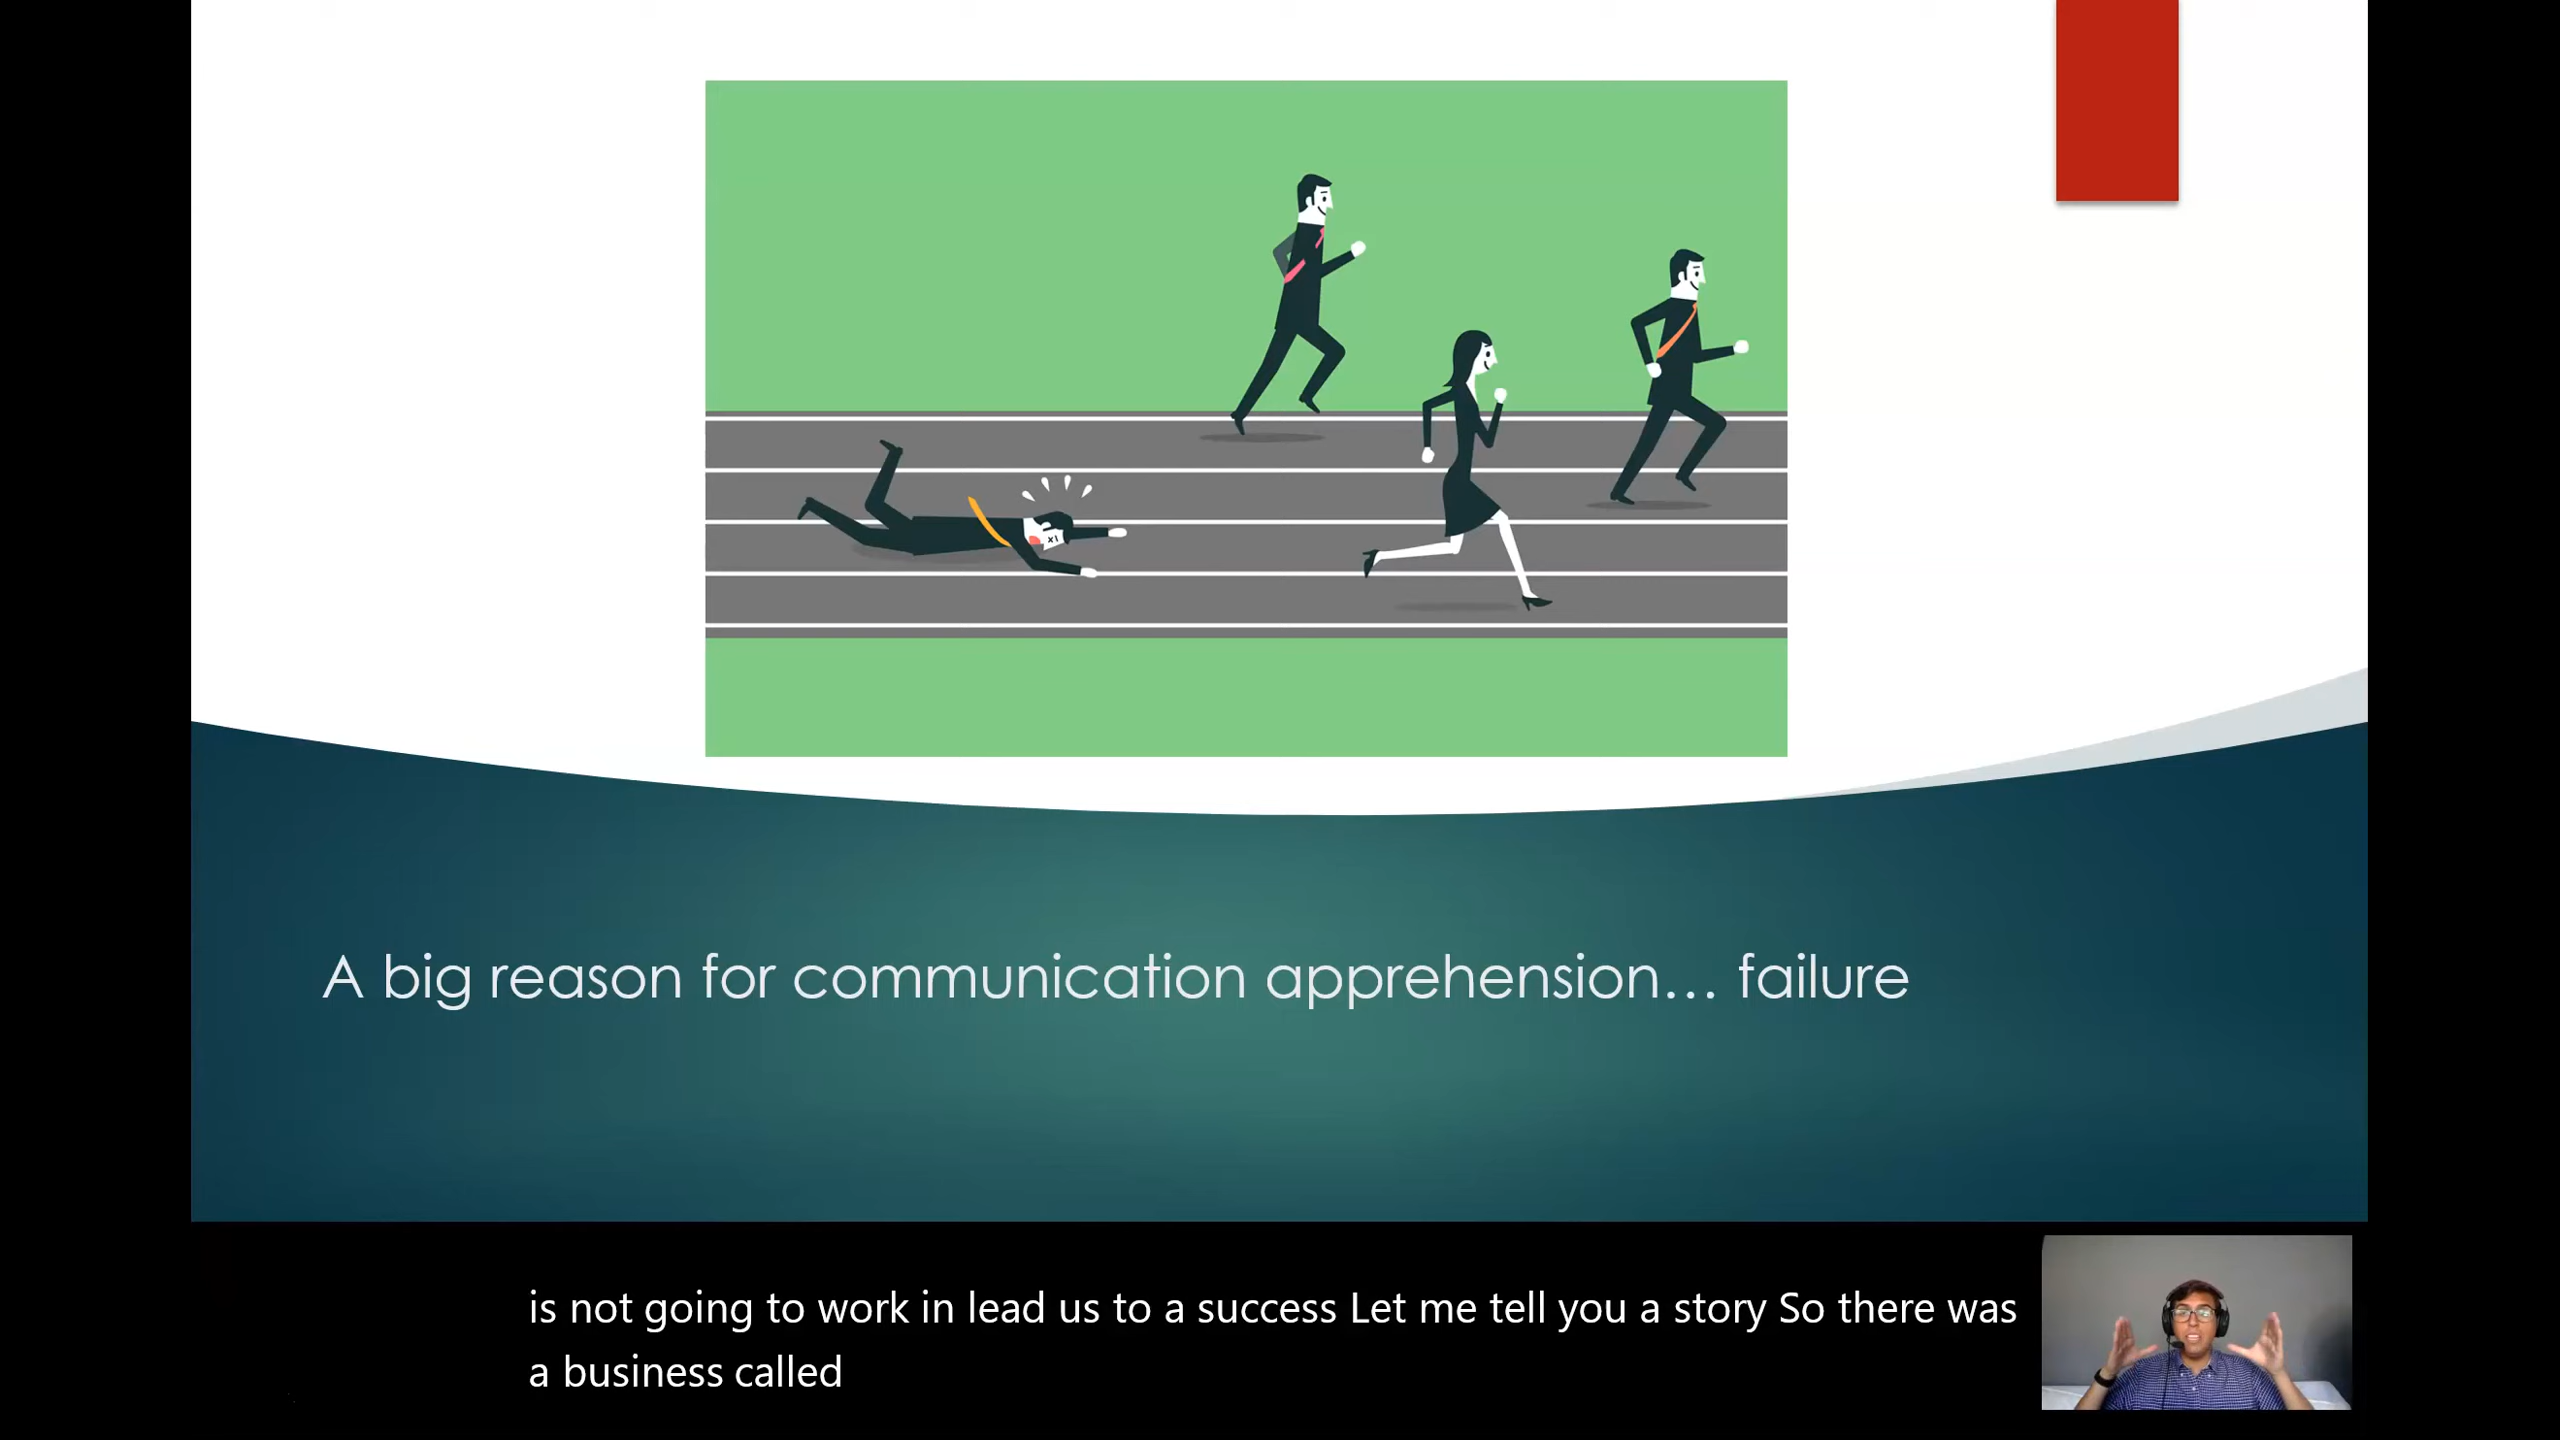 A big reason for communication apprehension… failure
is not going to work in lead us to a success Let me tell you a story So there was
a business called